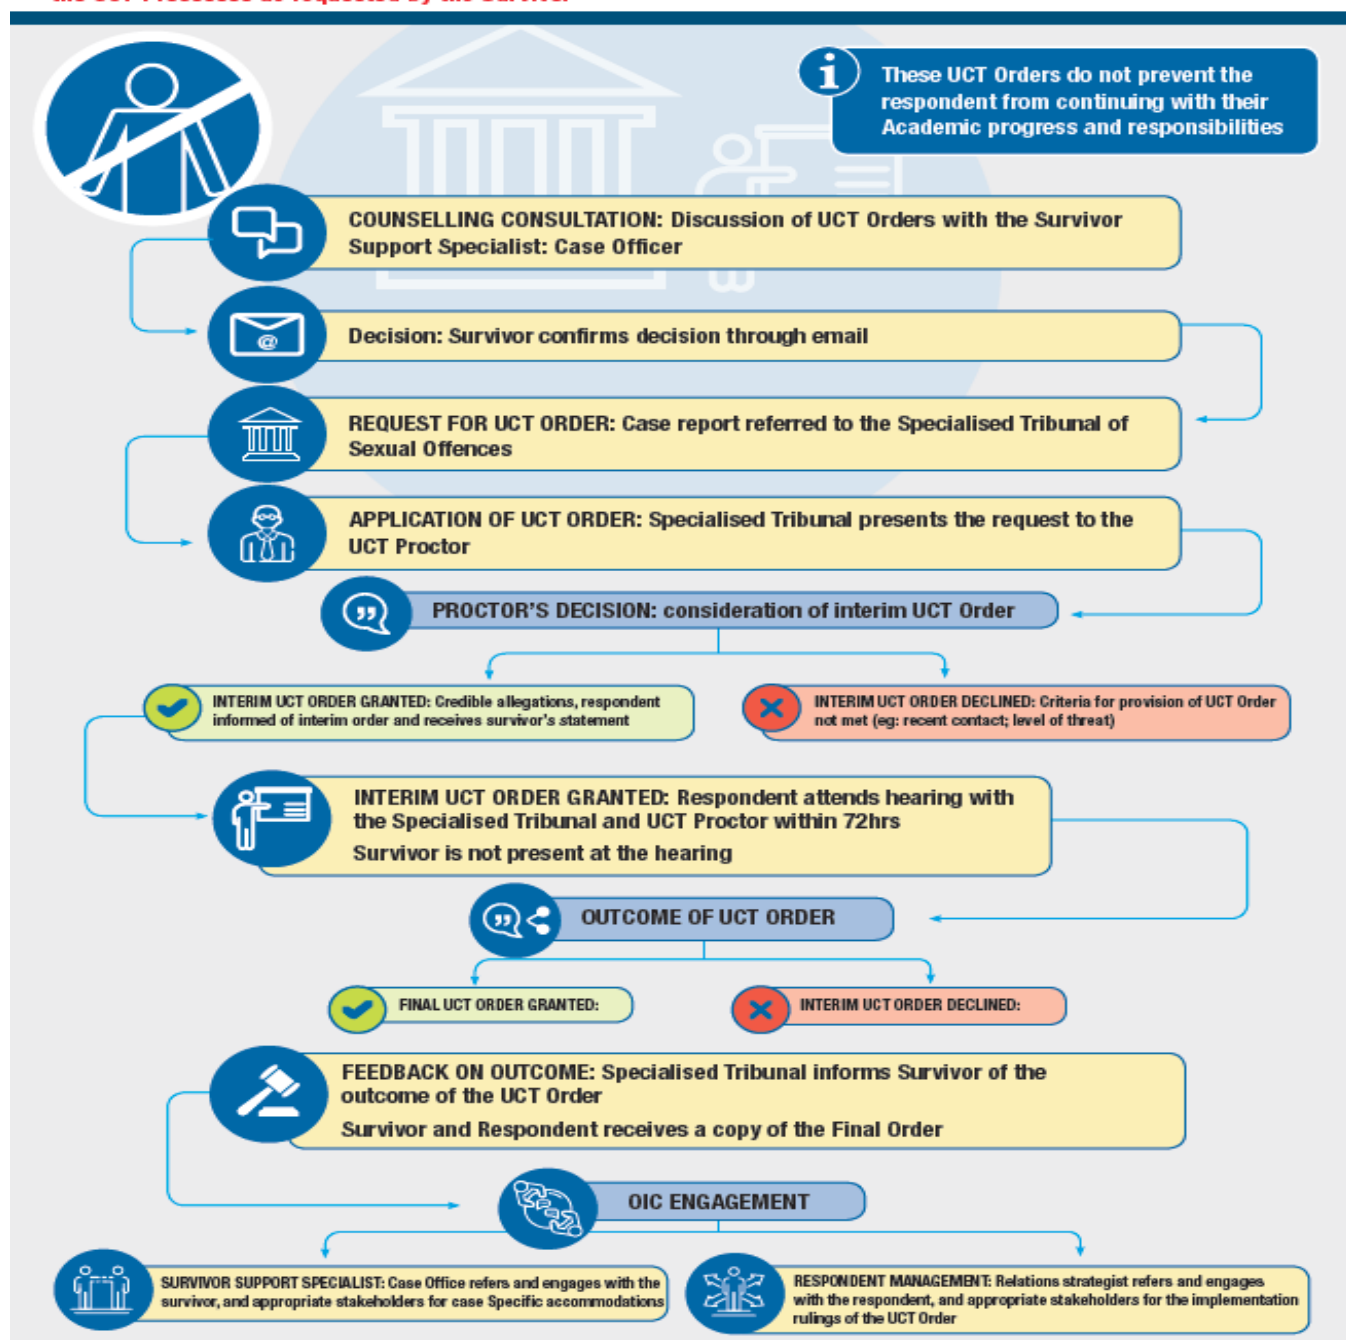 the UCT Processes as requested by the Survivor
i
These UCT Orders do not prevent the
respondent from continuing with their
Academic progress and responsibilities
COUNSELLING CONSULTATION: Discussion of UCT Orders with the Survivor
Support Specialist: Case Officer
@
Decision: Survivor confirms decision through email
REQUEST FOR UCT ORDER: Case report referred to the Specialised Tribunal of
Sexual Offences
APPLICATION OF UCT ORDER: Specialised Tribunal presents the request to the
UCT Proctor
PROCTOR'S DECISION: consideration of interim UCT Order
INTERIM UCT ORDER GRANTED: Credible allegations, respondent
informed of interim order and receives survivor's statement
INTERIM UCT ORDER DECLINED: Criteria for provision of UCT Order
not met (eg: recent contact; level of threat)
INTERIM UCT ORDER GRANTED: Respondent attends hearing with
the Specialised Tribunal and UCT Proctor within 72hrs
Survivor is not present at the hearing
OUTCOME OF UCT ORDER
FINAL UCT ORDER GRANTED:
INTERIM UCT ORDER DECLINED:
FEEDBACK ON OUTCOME: Specialised Tribunal informs Survivor of the
outcome of the UCT Order
Survivor and Respondent receives a copy of the Final Order
OIC ENGAGEMENT
SURVIVOR SUPPORT SPECIALIST: Case Office refers and engages with the
survivor, and appropriate stakeholders for case Specific accommodations
RESPONDENT MANAGEMENT: Relations strategist refers and engages
with the respondent, and appropriate stakeholders for the implementation
rulings of the UCT Order